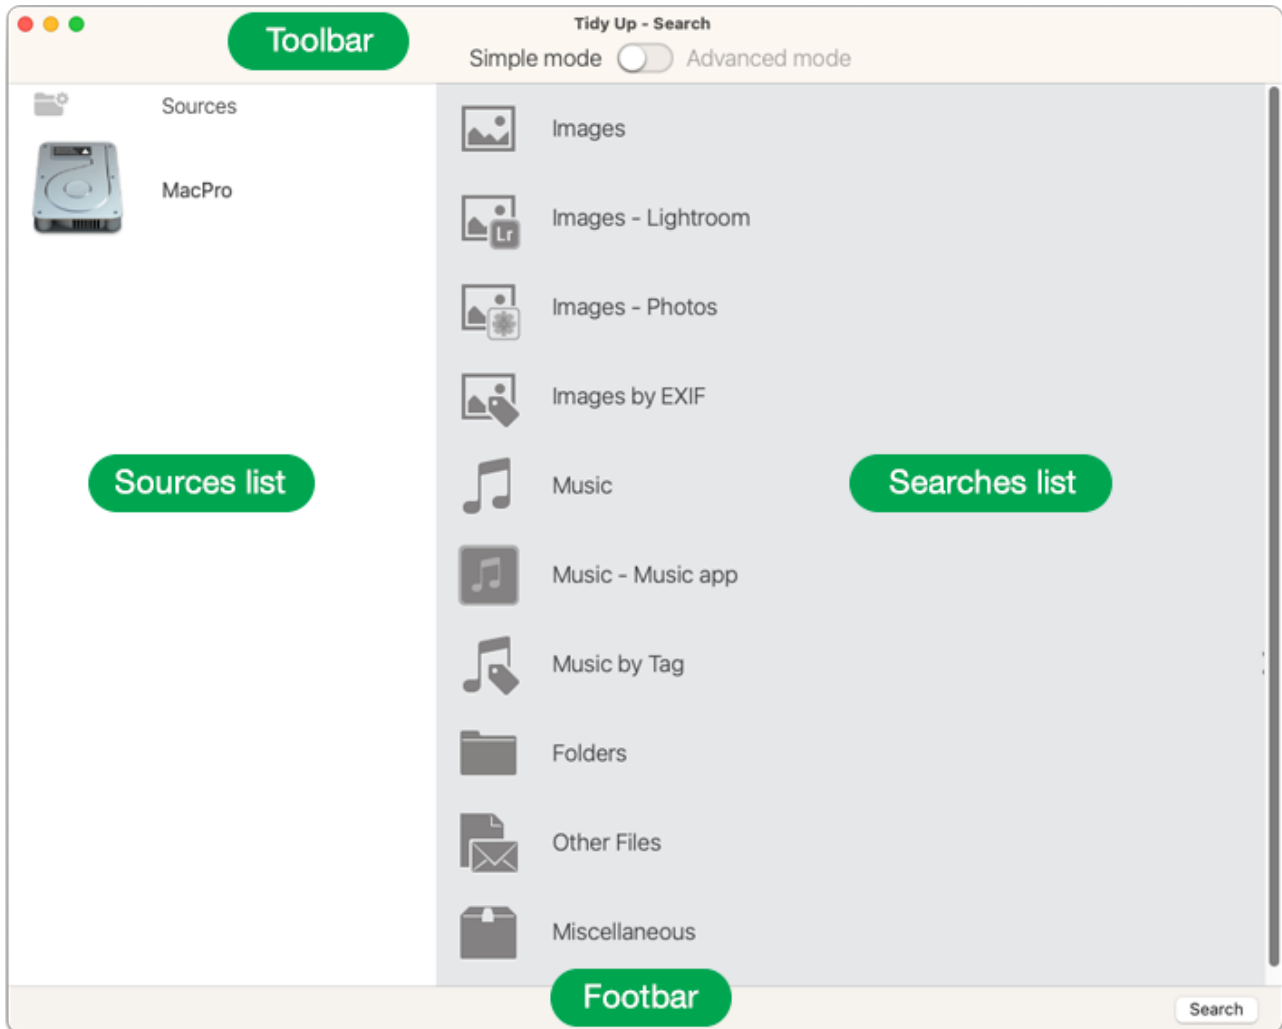 Tidy Up - Search
Toolbar
Simple mode Advanced mode
Sources
MacPro
Sources list
Images
Images - Lightroom
Lr
Images - Photos
Images by EXIF
Music
Searches list
Music - Music app
Music by Tag
Folders
Other Files
Miscellaneous
Footbar
Search